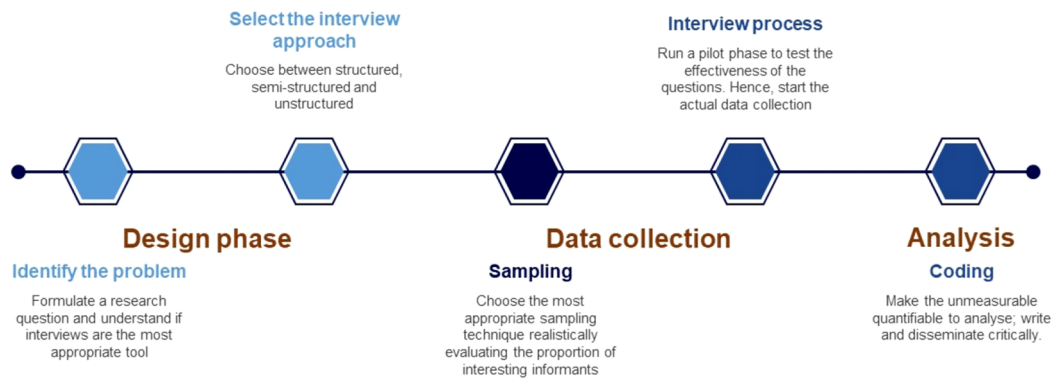 Select the interview
approach
Choose between structured,
semi-structured and
unstructured
Interview process
Run a pilot phase to test the
effectiveness of the
questions. Hence, start the
actual data collection
Design phase
Data collection
Analysis
Identify the problem
Formulate a research
question and understand if
interviews are the most
appropriate tool
Sampling
Choose the most
appropriate sampling
technique realistically
evaluating the proportion of
interesting informants
Coding
Make the unmeasurable
quantifiable to analyse; write
and disseminate critically.